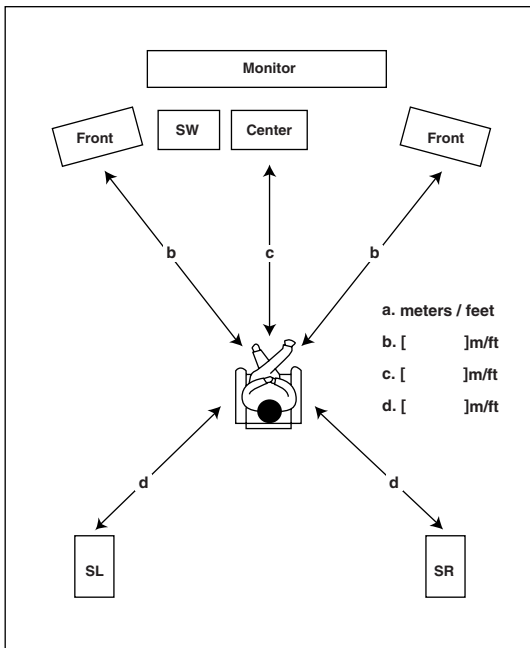 Monitor
Front
SW
Center
Front
b
c
b
a. meters / feet
b. [ ]m/ft
c. [ ]m/ft
d. [ ]m/ft
d
d
SL
SR